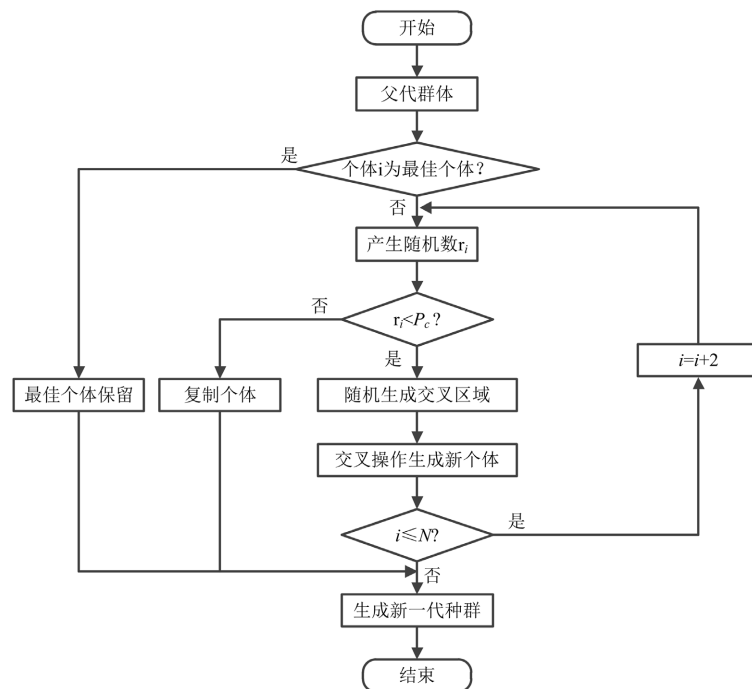 开始
父代群体
是
个体i为最佳个体？
否
产生随机数rᵢ
否
rᵢ<P_c？
是
i=i+2
最佳个体保留
复制个体
随机生成交叉区域
交叉操作生成新个体
i≤N?
是
否
生成新一代种群
结束